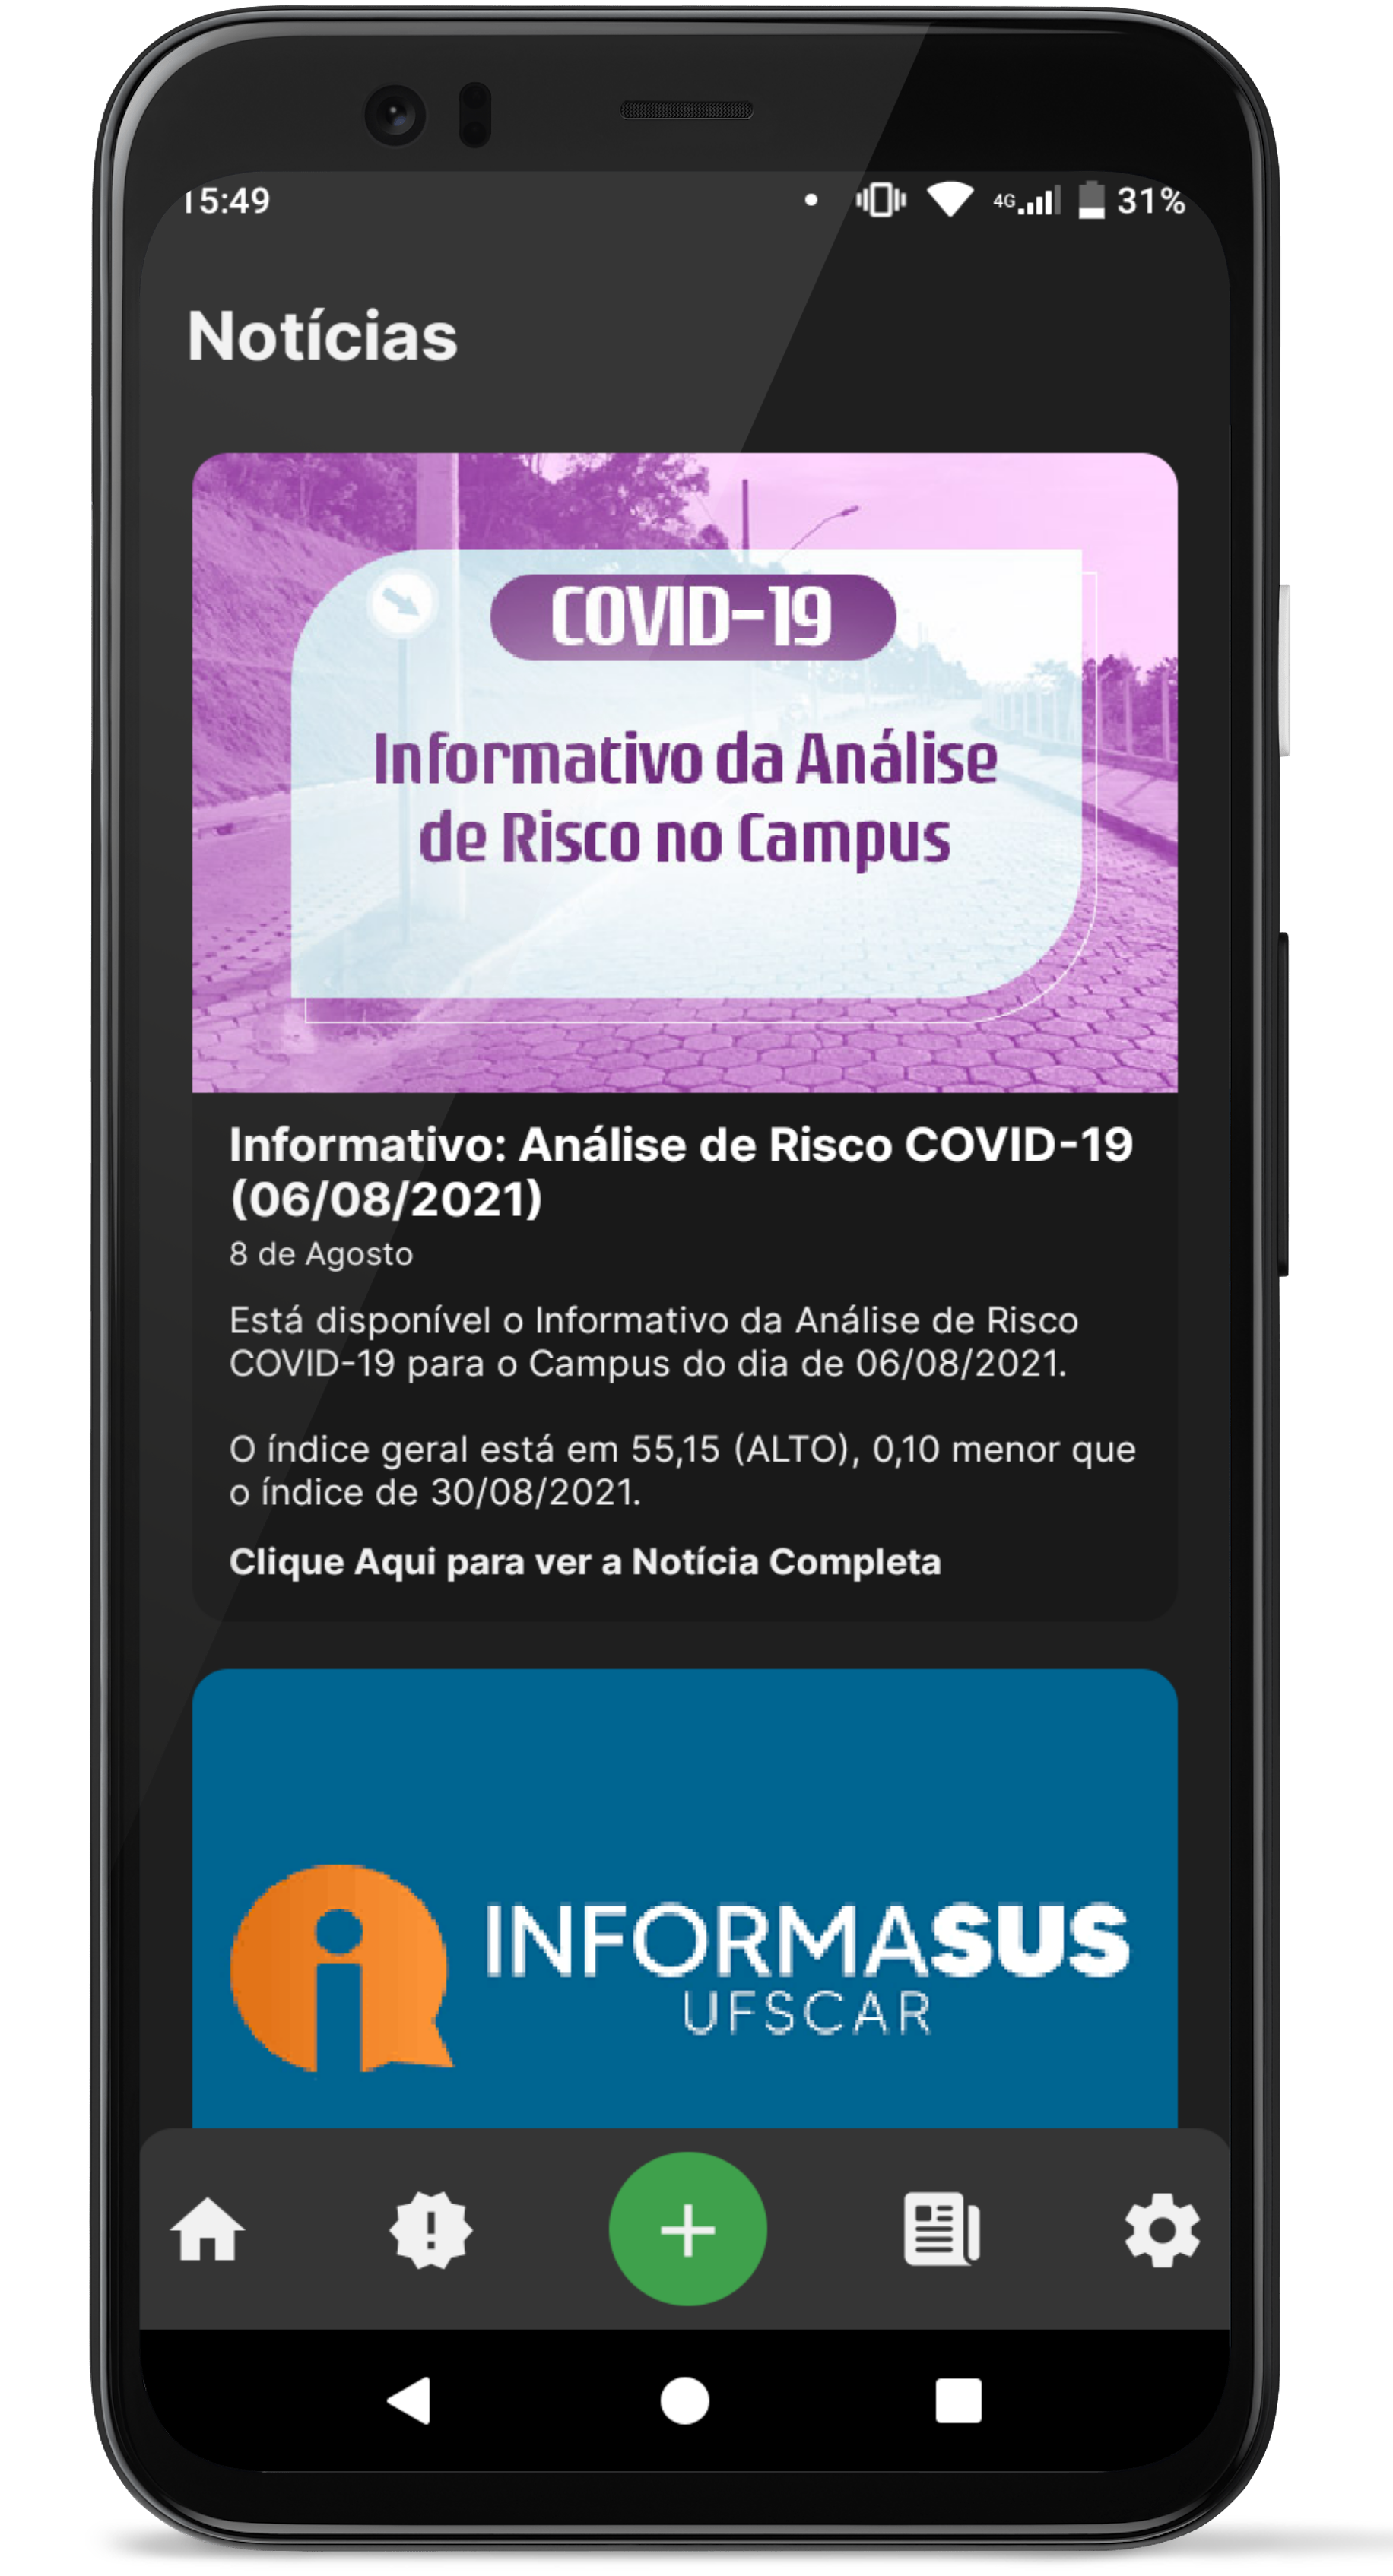 15:49
4G
31%
Notícias
COVID-19
Informativo da Análise
de Risco no Campus
Informativo: Análise de Risco COVID-19
(06/08/2021)
8 de Agosto
Está disponível o Informativo da Análise de Risco
COVID-19 para o Campus do dia de 06/08/2021.
O índice geral está em 55,15 (ALTO), 0,10 menor que
o índice de 30/08/2021.
Clique Aqui para ver a Notícia Completa
INFORMASUS
UFSCAR